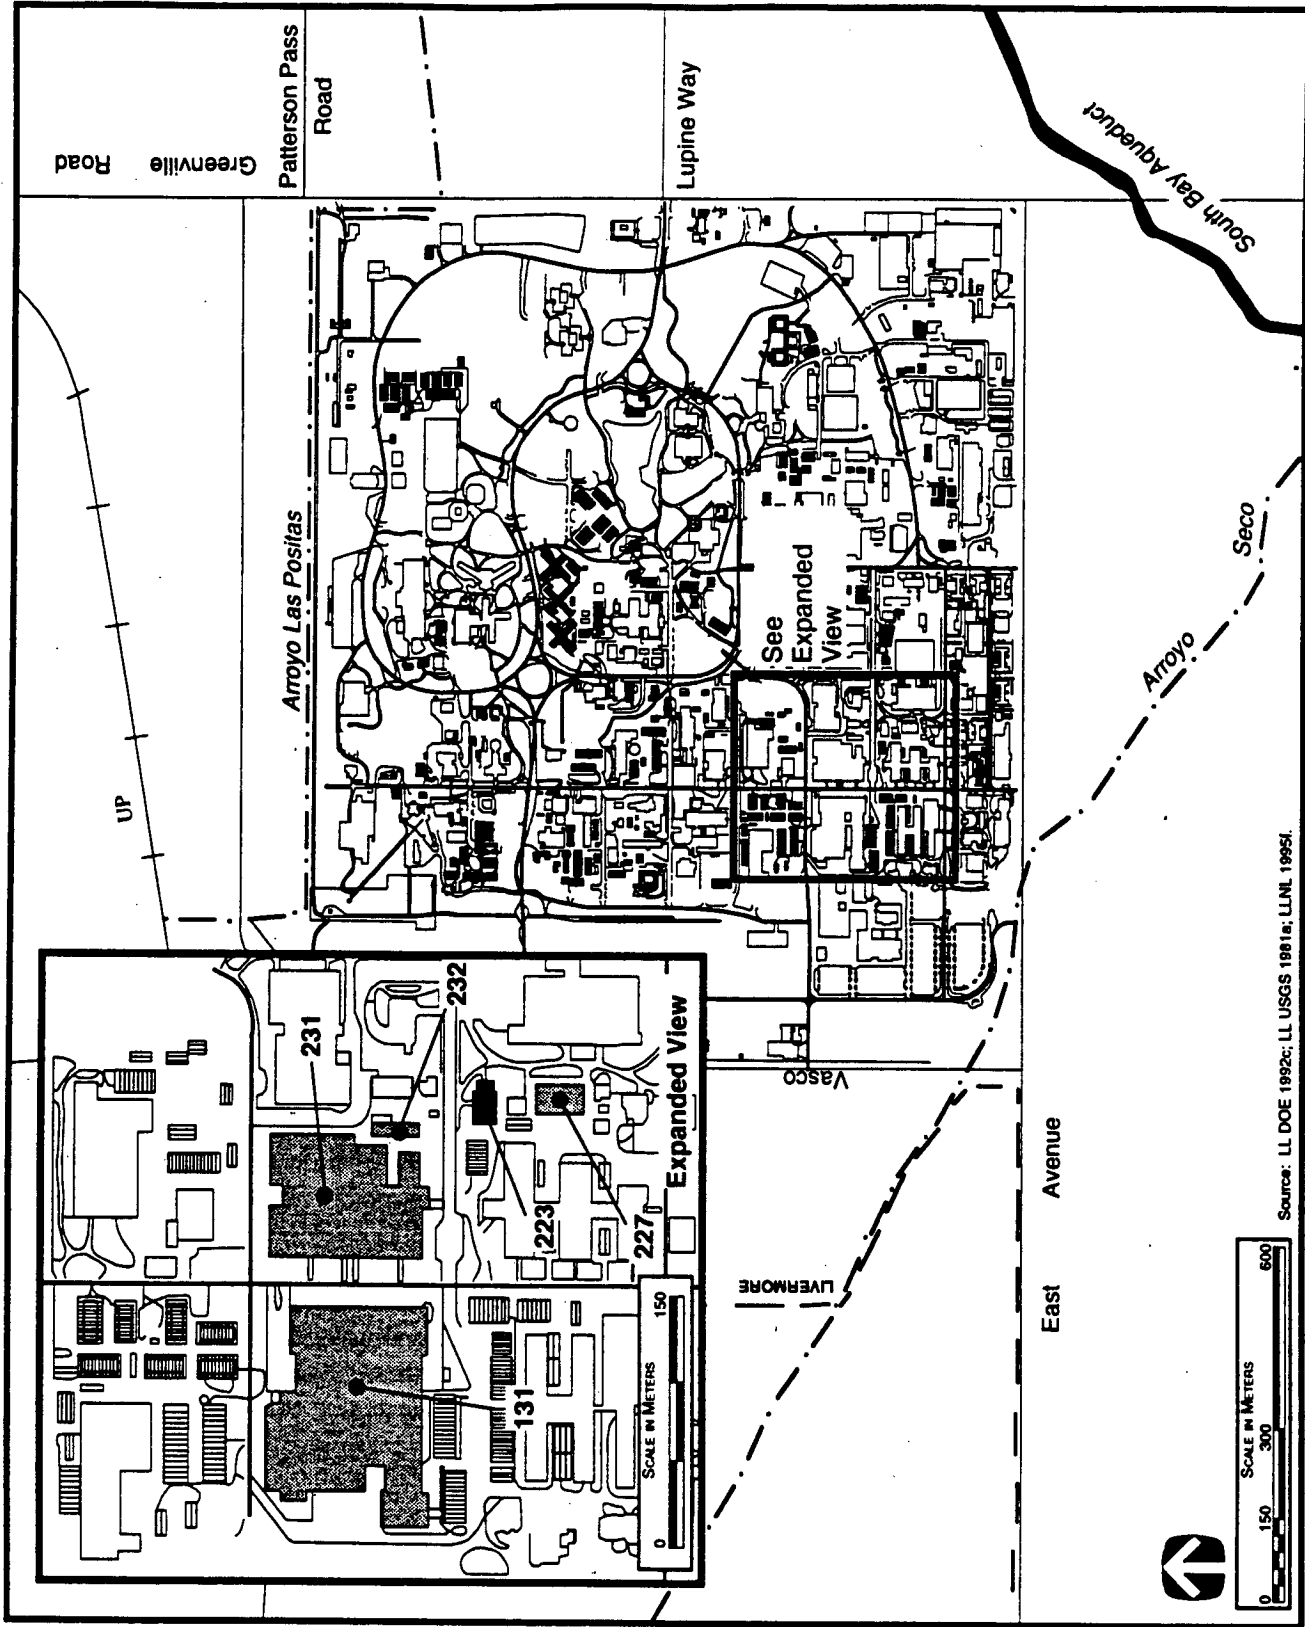 Greenville
Road
Patterson Pass
Road
Lupine Way
South Bay Aqueduct
UP
Arroyo Las Positas
See
Expanded
View
Arroyo
Seco
231
232
223
227
131
Expanded View
SCALE IN METERS
0
150
Vasco
LIVERMORE
East
Avenue
SCALE IN METERS
0
150
300
600
Source: LL DOE 1992c; LL USGS 1981a; LLNL 1995f.